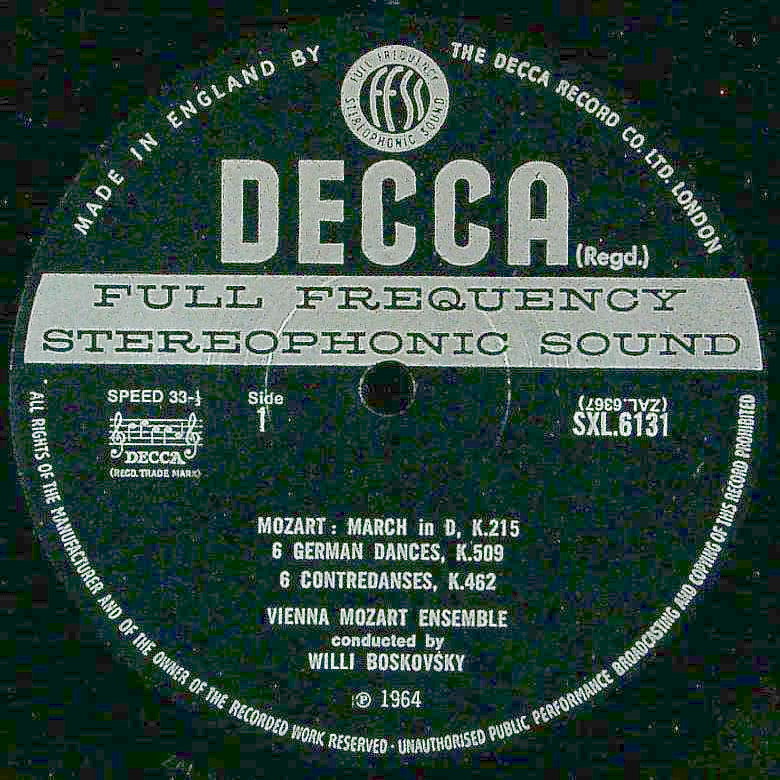 MADE IN ENGLAND BY
THE DECCA RECORD CO. LTD. LONDON
FULL FREQUENCY
FFSS
STEREOPHONIC SOUND
DECCA
(Regd.)
FULL FREQUENCY
STEREOPHONIC SOUND
SPEED 33-⅓
DECCA
(REGD. TRADE MARK)
Side
1
(ZAL.6367)
SXL.6131
MOZART : MARCH in D, K.215
6 GERMAN DANCES, K.509
6 CONTREDANSES, K.462
VIENNA MOZART ENSEMBLE
conducted by
WILLI BOSKOVSKY
℗ 1964
ALL RIGHTS OF THE MANUFACTURER AND OF THE OWNER OF THE RECORDED WORK RESERVED · UNAUTHORISED PUBLIC PERFORMANCE BROADCASTING AND COPYING OF THIS RECORD PROHIBITED